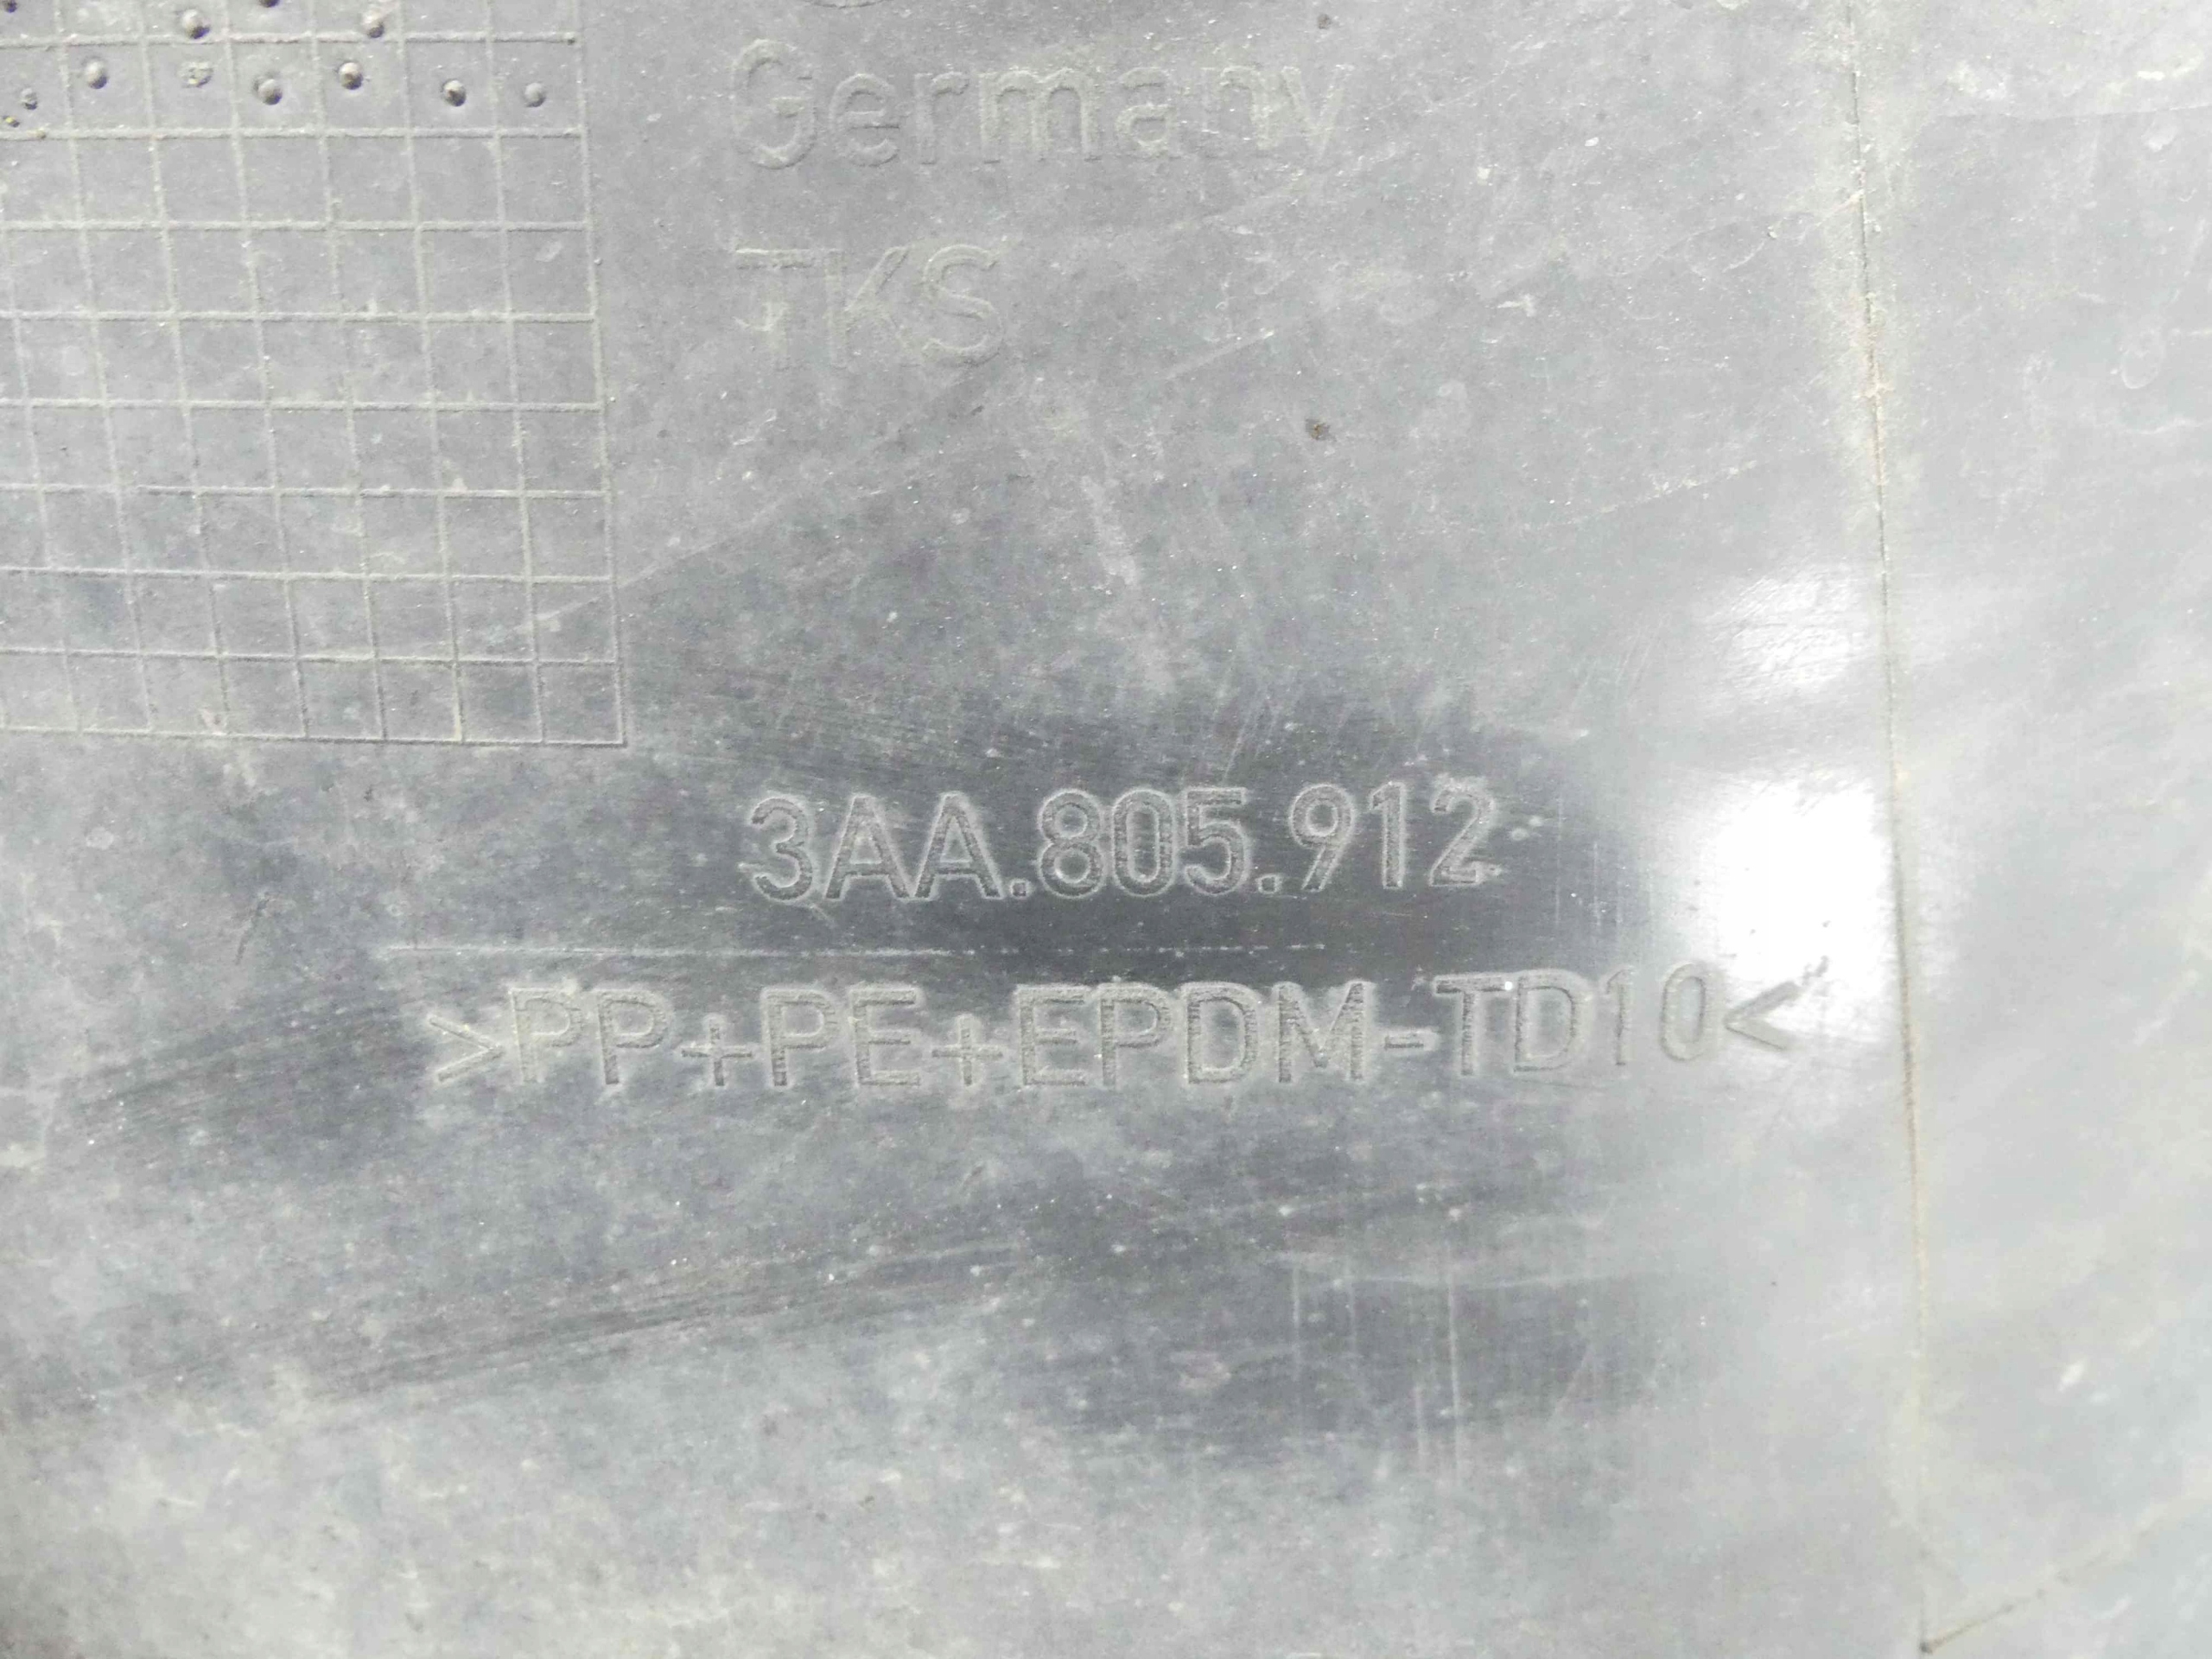 Germany
TKS
3AA.805.912
>PP+PE+EPDM-TD10<